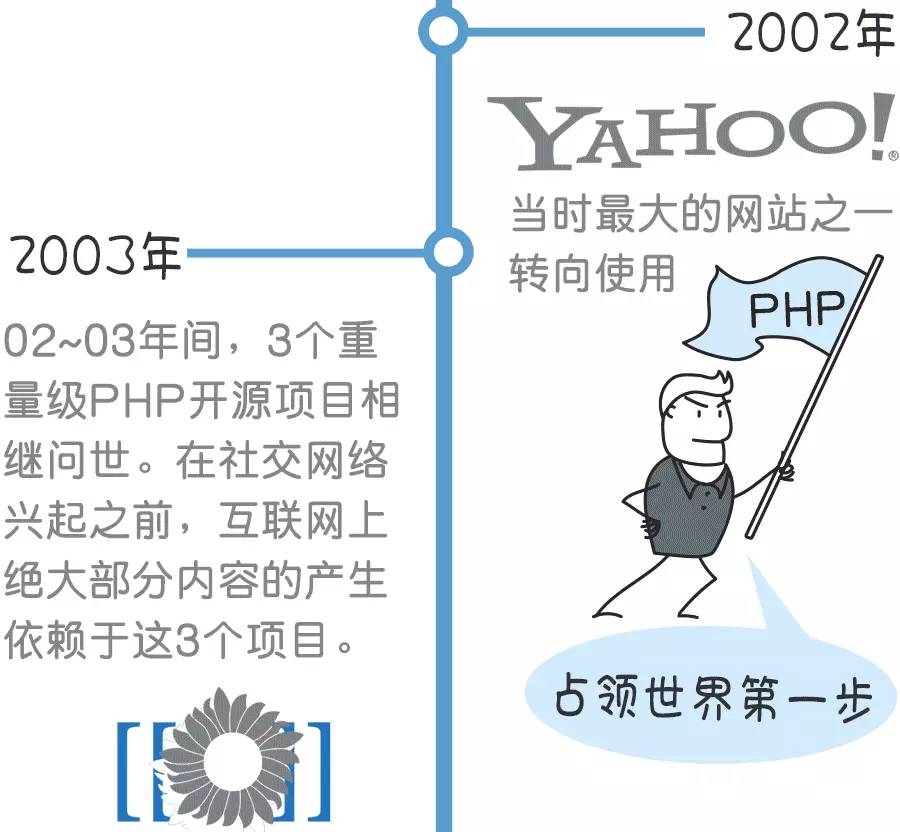 2002年
YAHOO!®
当时最大的网站之一
转向使用
PHP
占领世界第一步
2003年
02~03年间，3个重
量级PHP开源项目相
继问世。在社交网络
兴起之前，互联网上
绝大部分内容的产生
依赖于这3个项目。